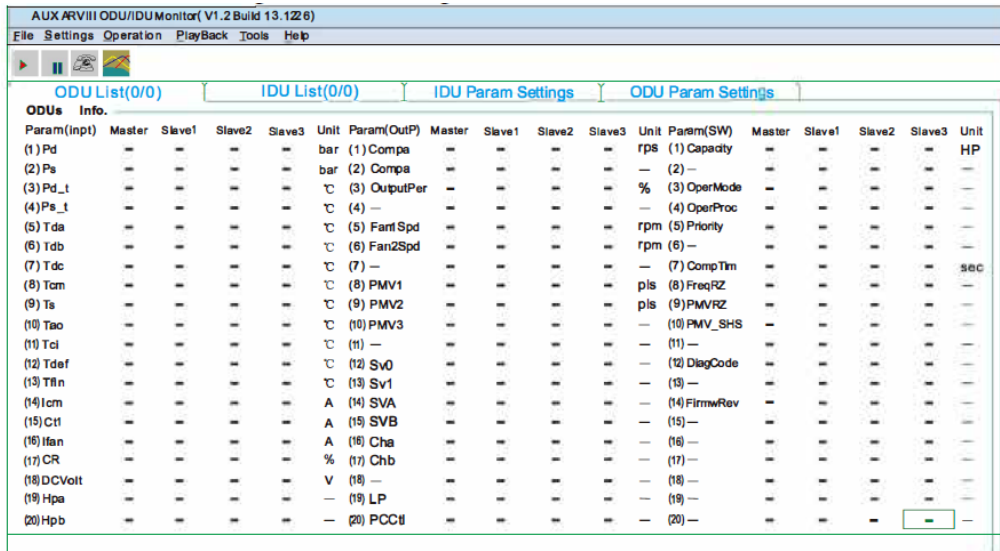 AUX ARVIII ODU/IDU Monitor( V1.2 Build 13.1226)
File Settings Operation PlayBack Tools Help
ODU List(0/0) IDU List(0/0) IDU Param Settings ODU Param Settings
ODUs Info.
Param(inpt) Master Slave1 Slave2 Slave3 Unit Param(OutP) Master Slave1 Slave2 Slave3 Unit Param(SW) Master Slave1 Slave2 Slave3 Unit
(1) Pd - - - - bar (1) Compa - - - - rps (1) Capacity - - - - HP
(2) Ps - - - - bar (2) Compa - - - - — (2) — - - - - —
(3) Pd_t - - - - ℃ (3) OutputPer - - - - % (3) OperMode - - - - —
(4) Ps_t - - - - ℃ (4) — - - - - — (4) OperProc - - - - —
(5) Tda - - - - ℃ (5) Fan1Spd - - - - rpm (5) Priority - - - - —
(6) Tdb - - - - ℃ (6) Fan2Spd - - - - rpm (6) — - - - - —
(7) Tdc - - - - ℃ (7) — - - - - — (7) CompTim - - - - sec
(8) Tcm - - - - ℃ (8) PMV1 - - - - pls (8) FreqRZ - - - - —
(9) Ts - - - - ℃ (9) PMV2 - - - - pls (9) PMVRZ - - - - —
(10) Tao - - - - ℃ (10) PMV3 - - - - — (10) PMV_SHS - - - - —
(11) Tci - - - - ℃ (11) — - - - - — (11) — - - - - —
(12) Tdef - - - - ℃ (12) Sv0 - - - - — (12) DiagCode - - - - —
(13) Tfin - - - - ℃ (13) Sv1 - - - - — (13) — - - - - —
(14) Icm - - - - A (14) SVA - - - - — (14) FirmwRev - - - - —
(15) Ct1 - - - - A (15) SVB - - - - — (15) — - - - - —
(16) Ifan - - - - A (16) Cha - - - - — (16) — - - - - —
(17) CR - - - - % (17) Chb - - - - — (17) — - - - - —
(18) DCVolt - - - - V (18) — - - - - — (18) — - - - - —
(19) Hpa - - - - — (19) LP - - - - — (19) — - - - - —
(20) Hpb - - - - — (20) PCCtl - - - - — (20) — - - - - —